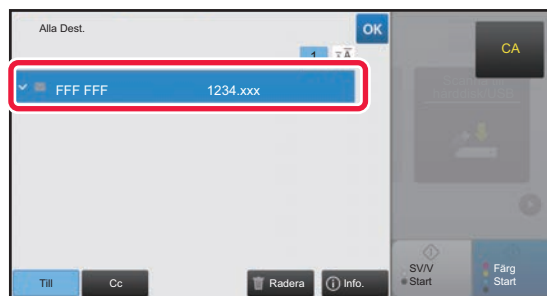 Alla Dest.
OK
1
CA
FFF FFF 1234.xxx
Till
Cc
Radera
Info.
SV/V
Start
Färg
Start